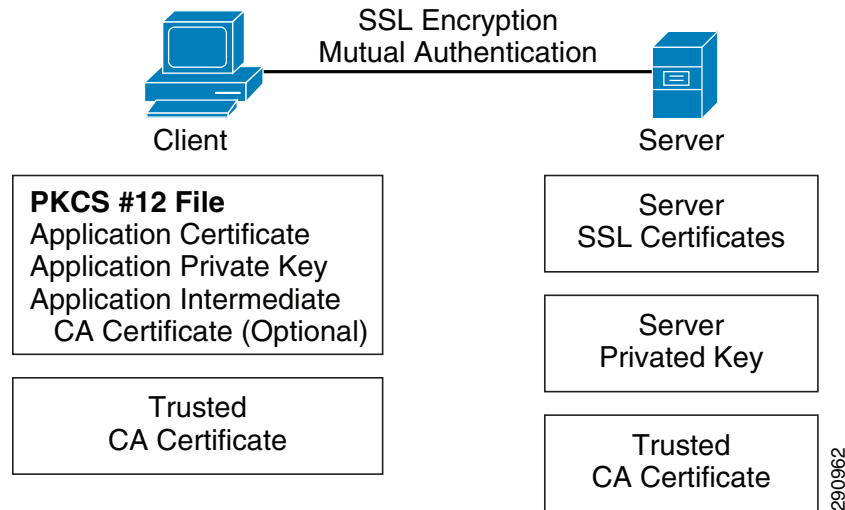 SSL Encryption
Mutual Authentication
Client
Server
PKCS #12 File
Application Certificate
Application Private Key
Application Intermediate
CA Certificate (Optional)
Trusted
CA Certificate
Server
SSL Certificates
Server
Privated Key
Trusted
CA Certificate
290962